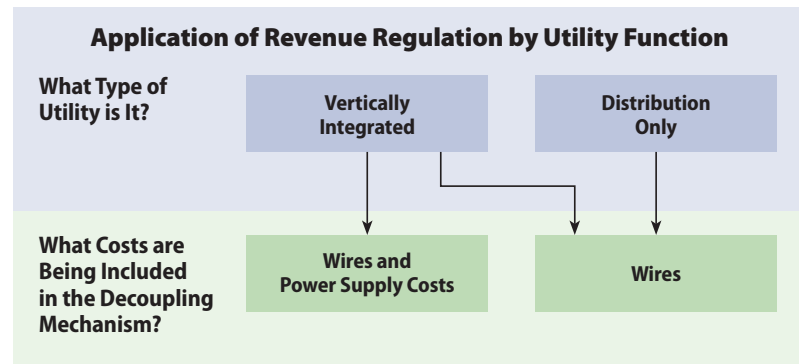 Application of Revenue Regulation by Utility Function
What Type of
Utility is It?
Vertically
Integrated
Distribution
Only
What Costs are
Being Included
in the Decoupling
Mechanism?
Wires and
Power Supply Costs
Wires